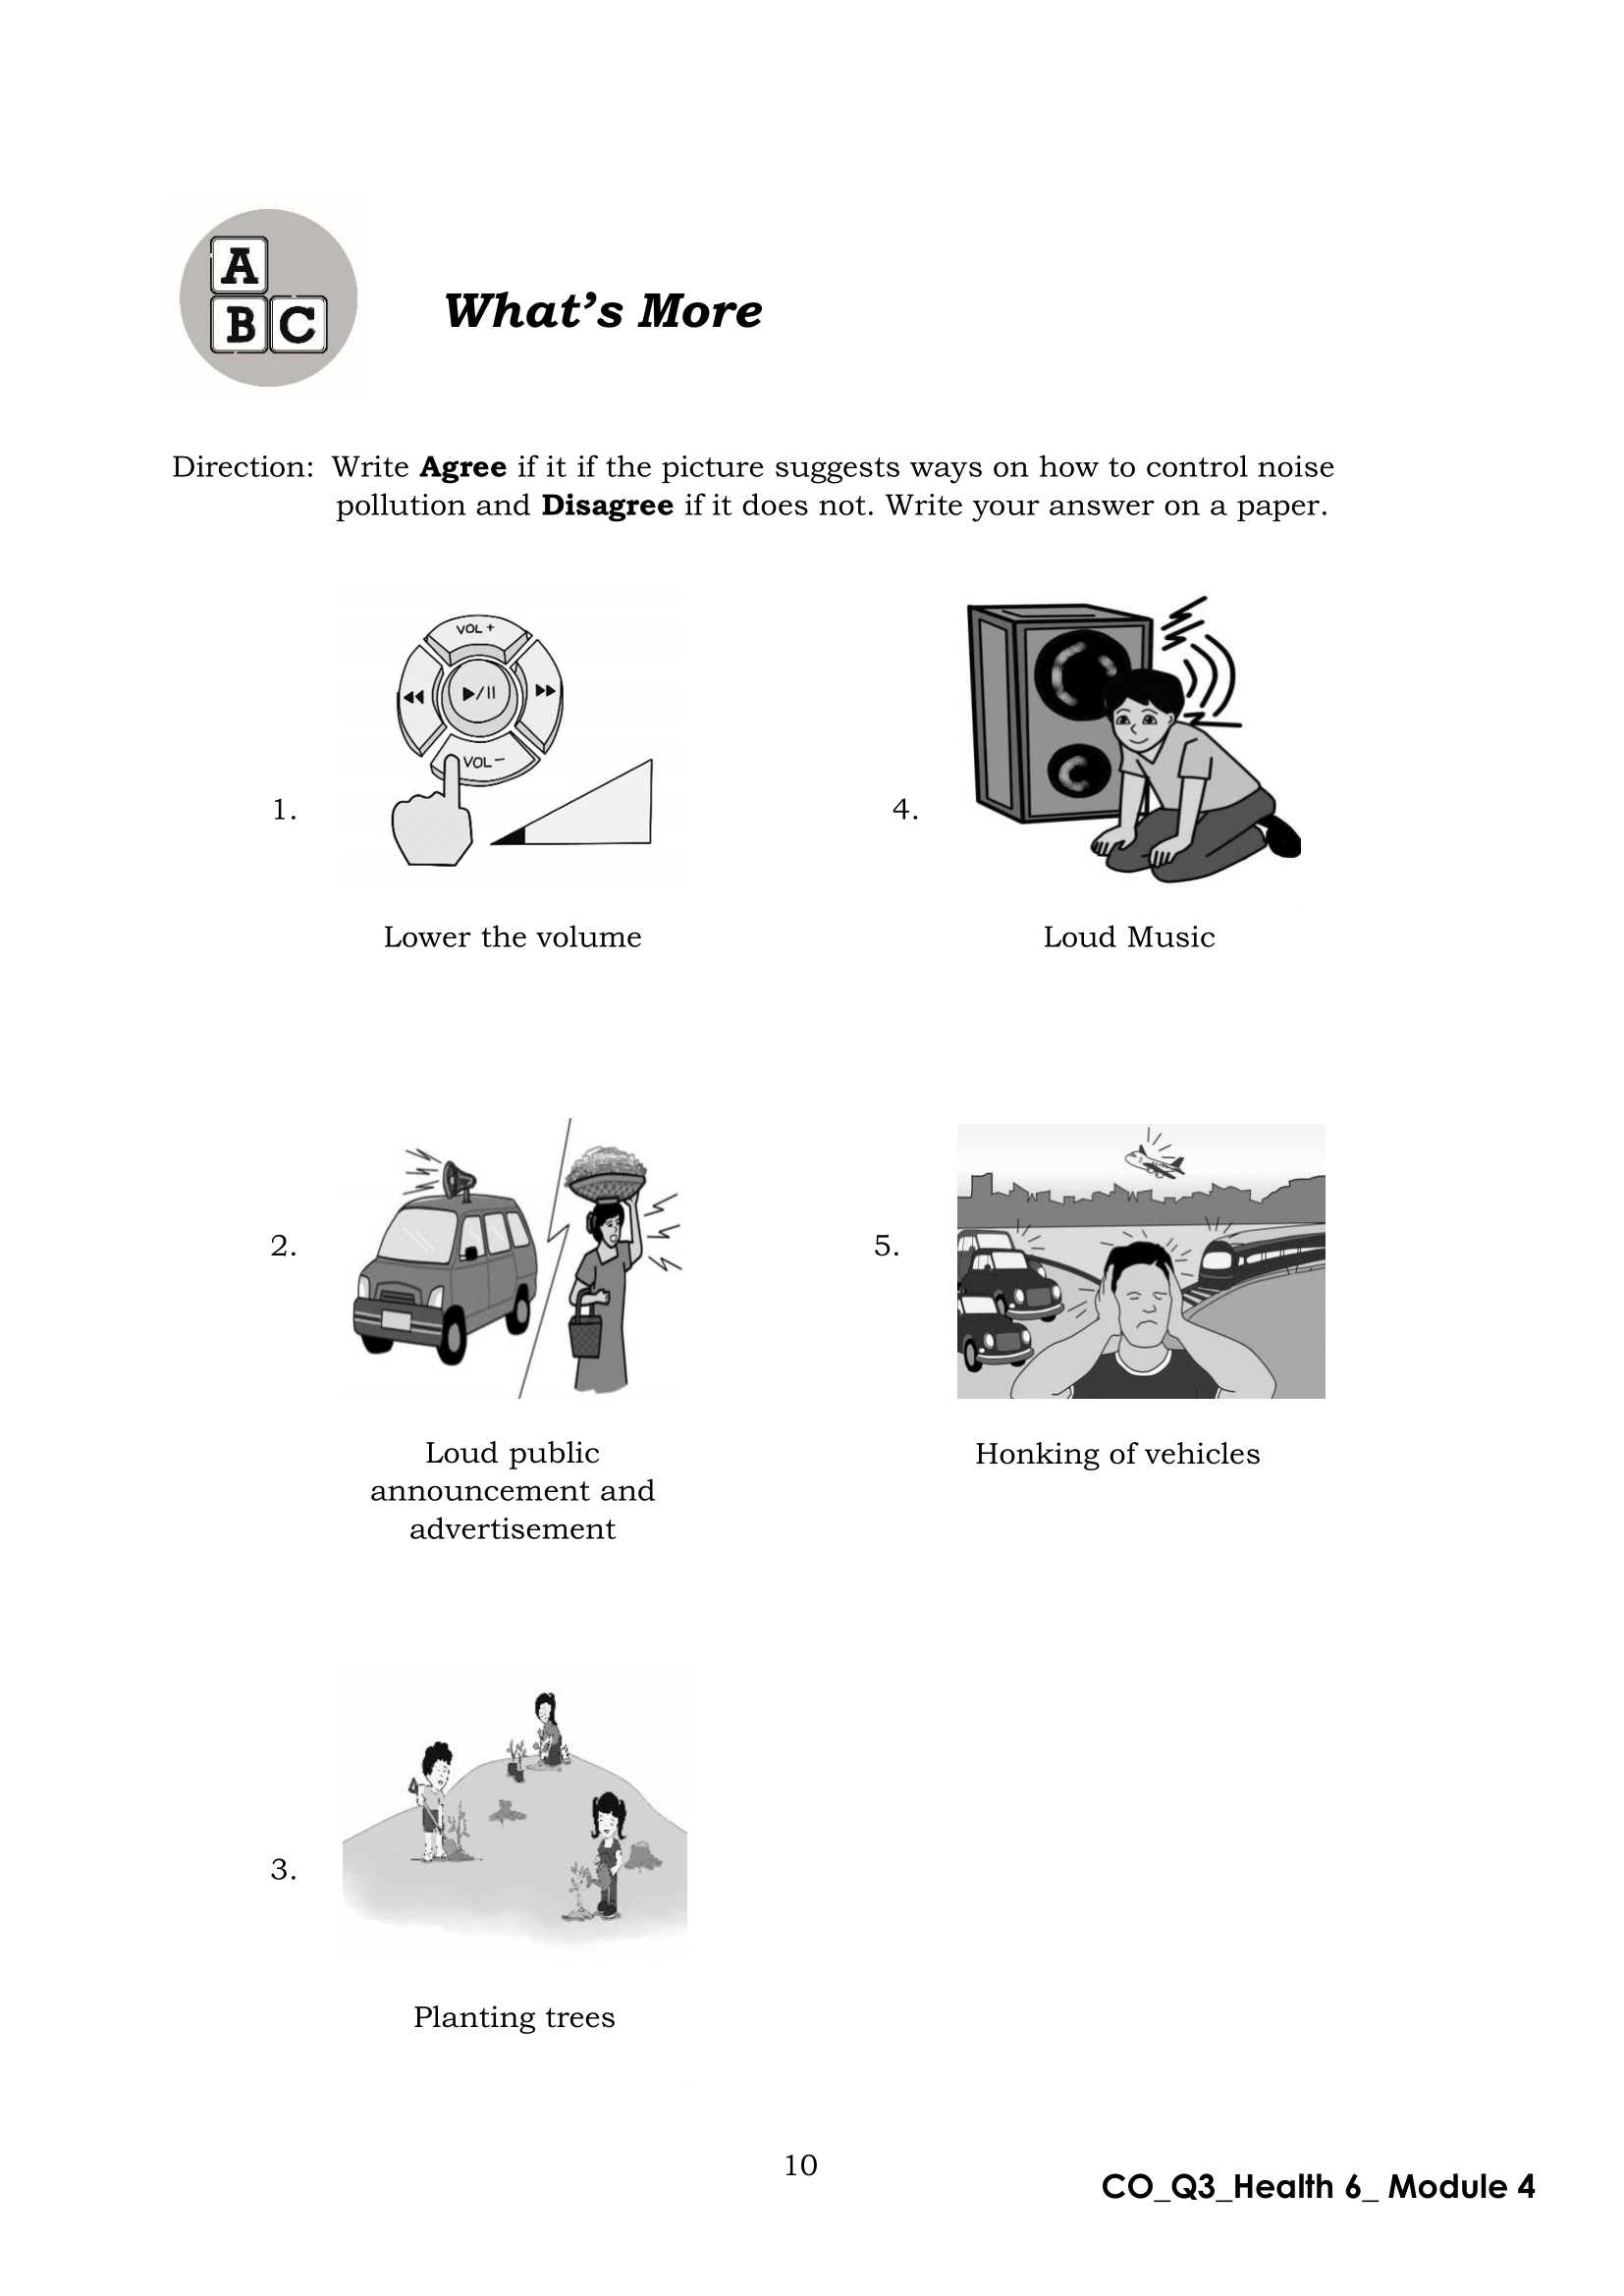 A
B C
What's More
Direction: Write Agree if it if the picture suggests ways on how to control noise
pollution and Disagree if it does not. Write your answer on a paper.
VOL +
▶/II
VOL-
1.
Lower the volume
4.
Loud Music
2.
Loud public
announcement and
advertisement
5.
Honking of vehicles
3.
Planting trees
10
CO_Q3_Health 6_ Module 4